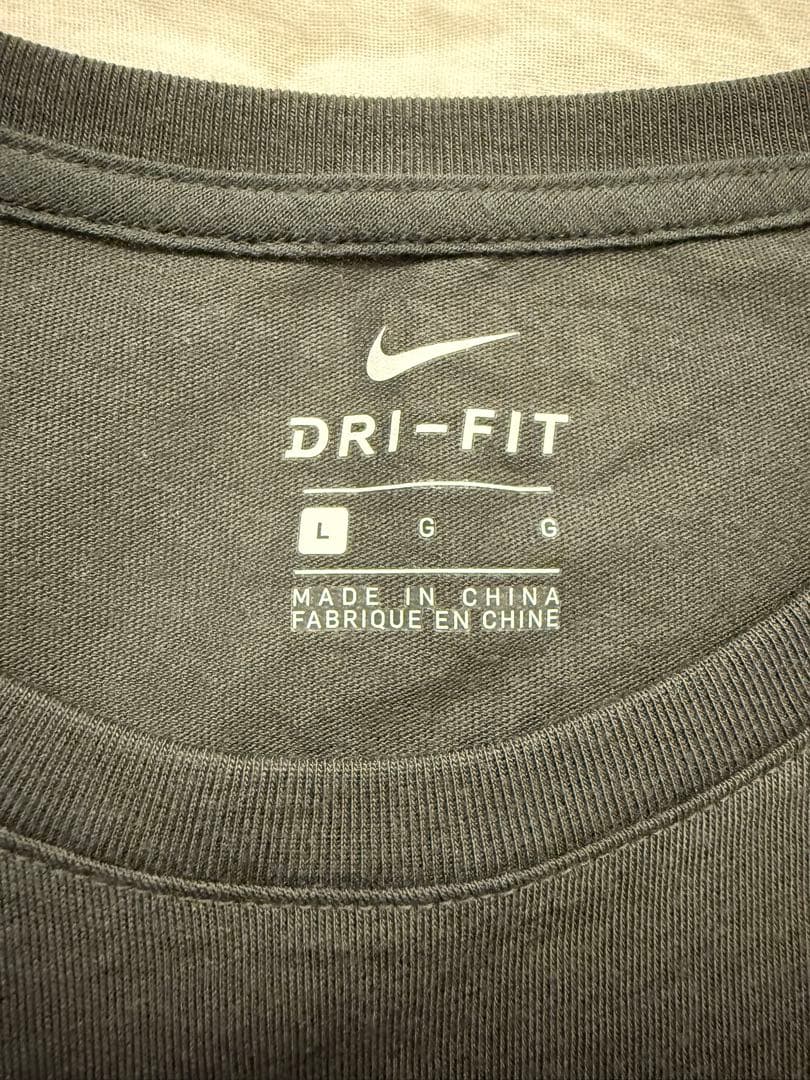 DRI-FIT
L G G
MADE IN CHINA
FABRIQUE EN CHINE